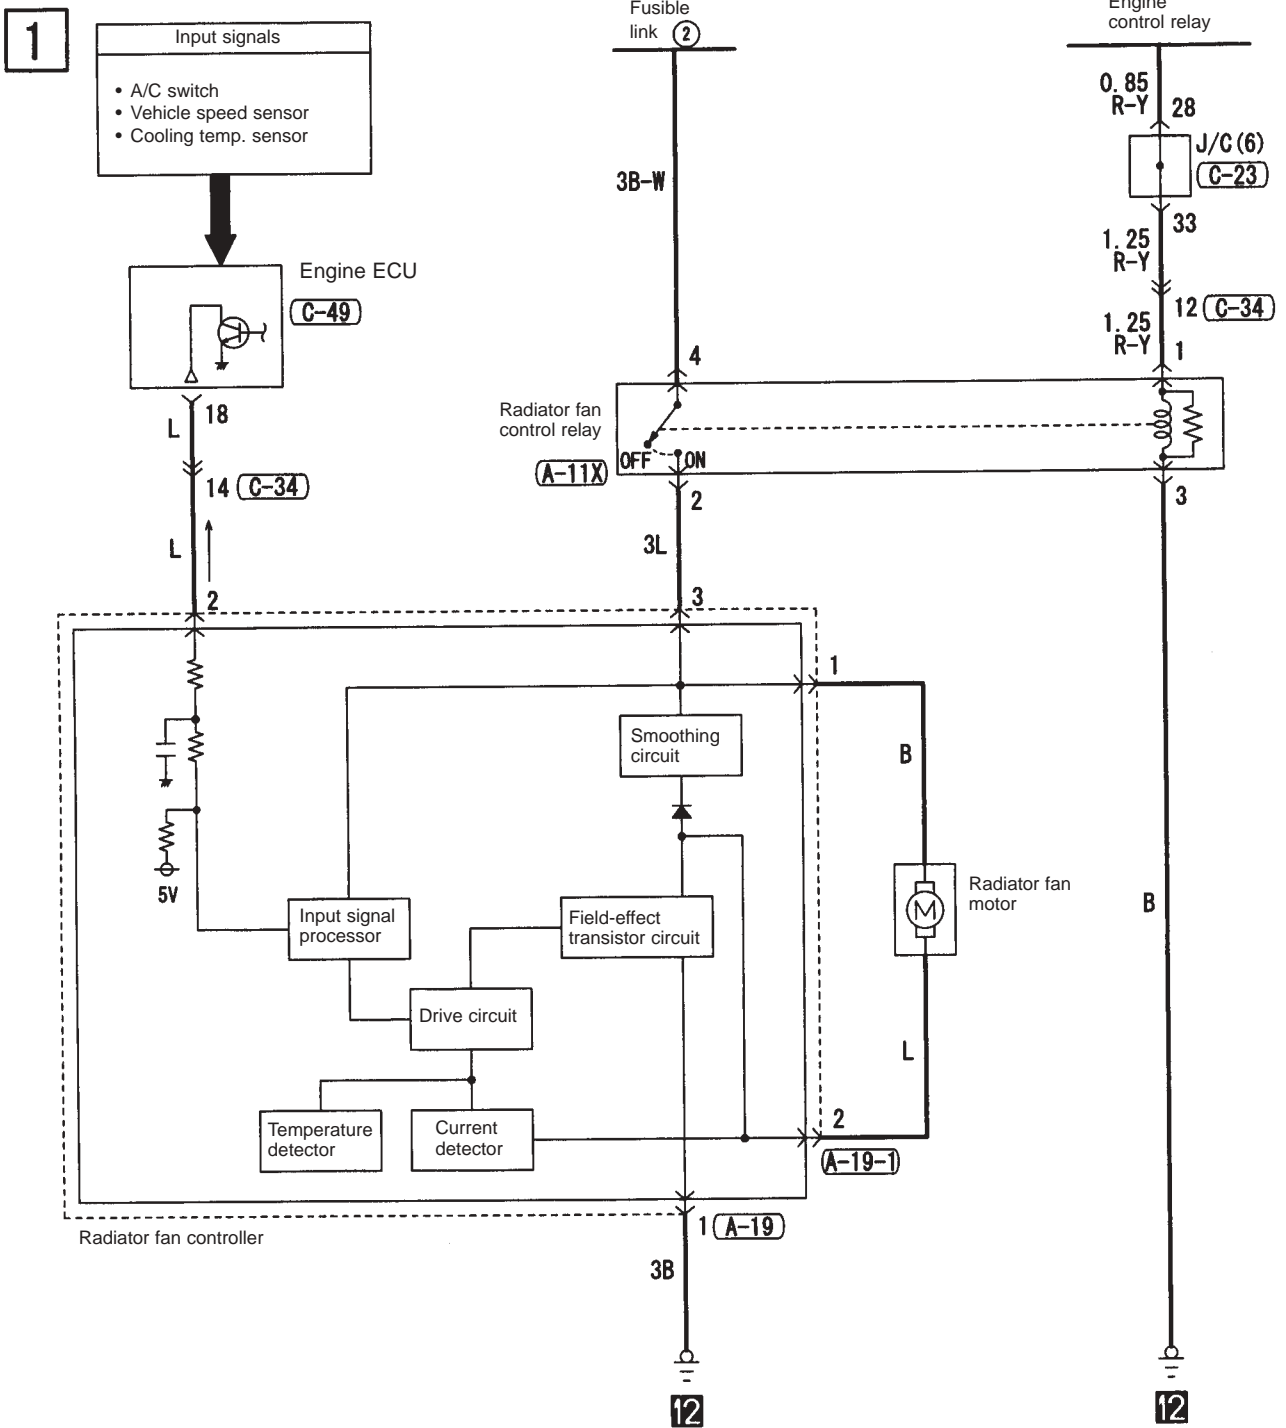 1
Input signals
• A/C switch
• Vehicle speed sensor
• Cooling temp. sensor
Fusible
link 2
Engine
control relay
0.85
R-Y
28
J/C(6)
C-23
33
1.25
R-Y
12 C-34
1.25
R-Y
1
3B-W
4
Engine ECU
C-49
18
L
14 C-34
L
2
Radiator fan
control relay
A-11X
OFF
ON
2
3
3L
3
1
Smoothing
circuit
B
5V
Input signal
processor
Field-effect
transistor circuit
M
Radiator fan
motor
B
Drive circuit
L
Temperature
detector
Current
detector
2
A-19-1
1 A-19
Radiator fan controller
3B
12
12